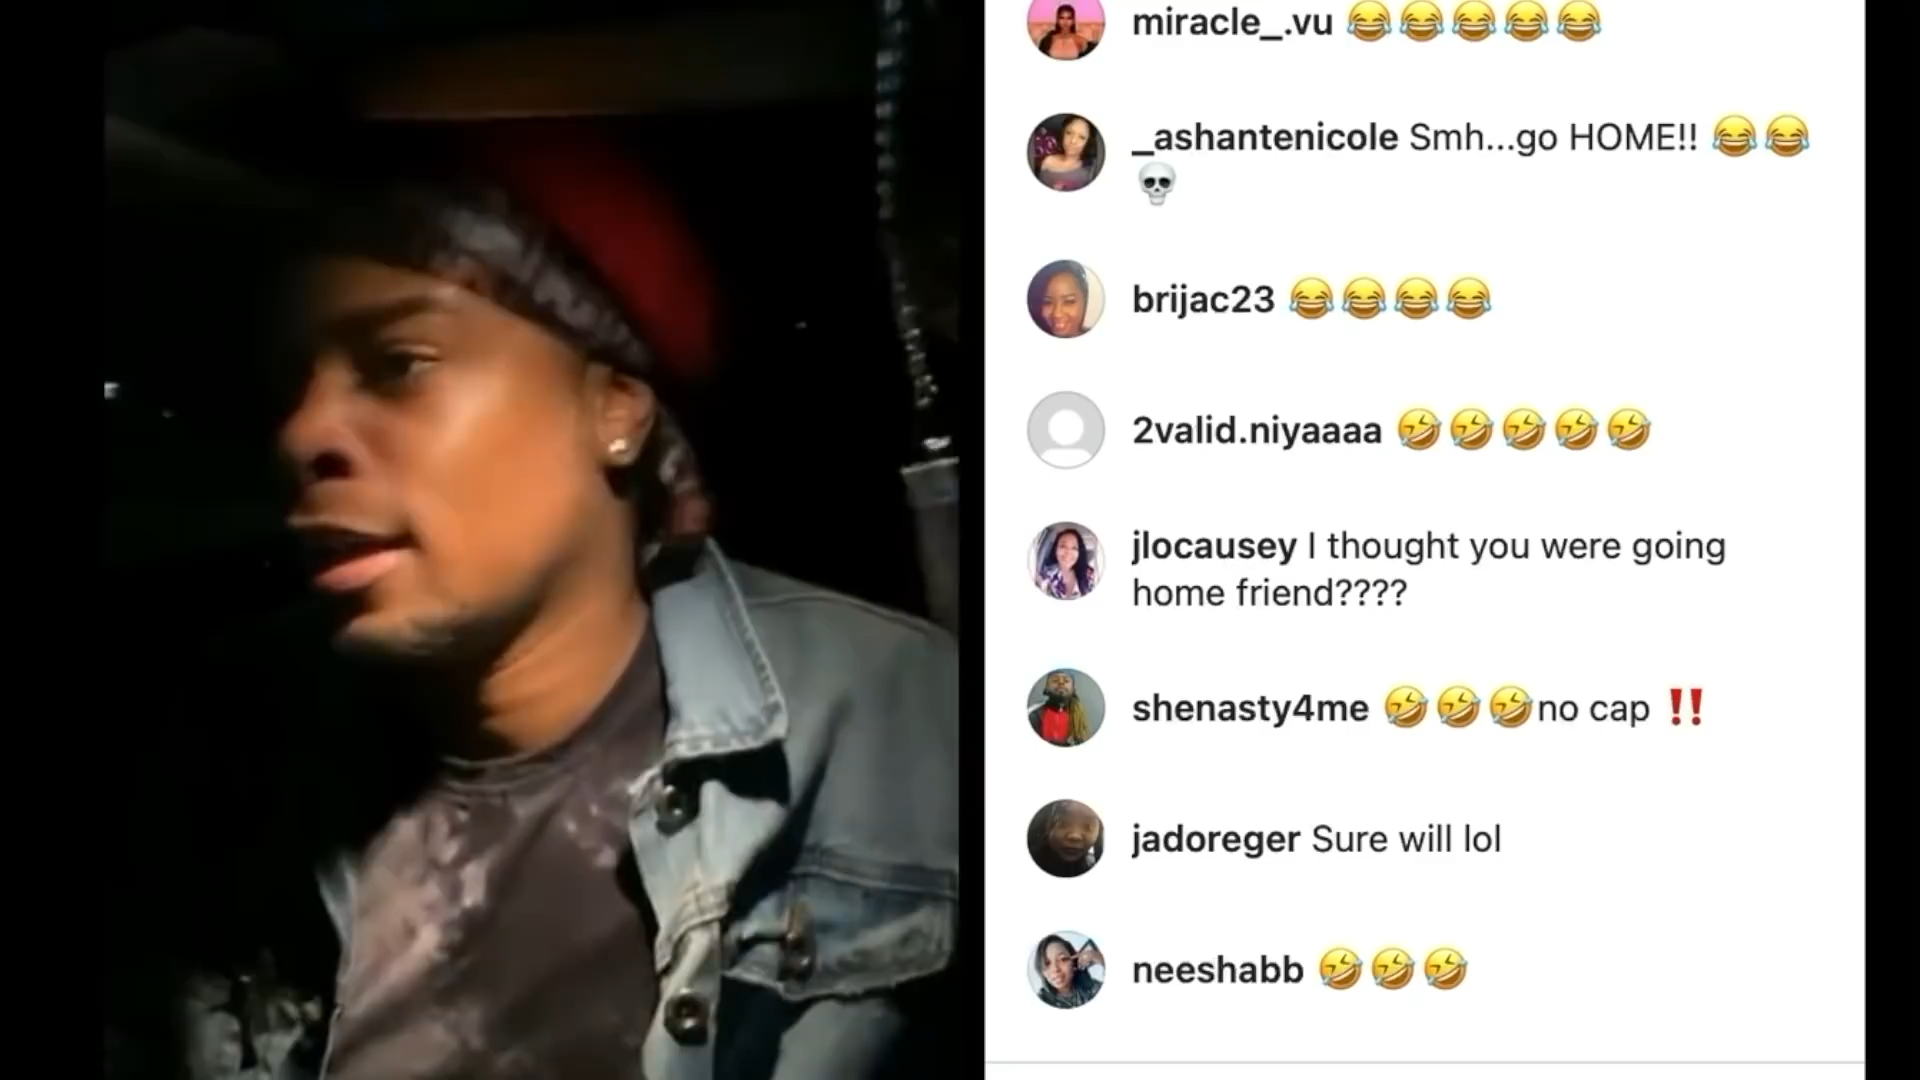 miracle_.vu 😂😂😂😂😂
_ashantenicole Smh...go HOME!! 😂😂
💀
brijac23 😂😂😂😂
2valid.niyaaaa 🤣🤣🤣🤣🤣
jlocausey I thought you were going
home friend????
shenasty4me 🤣🤣🤣no cap ‼️
jadoreger Sure will lol
neeshabb 🤣🤣🤣